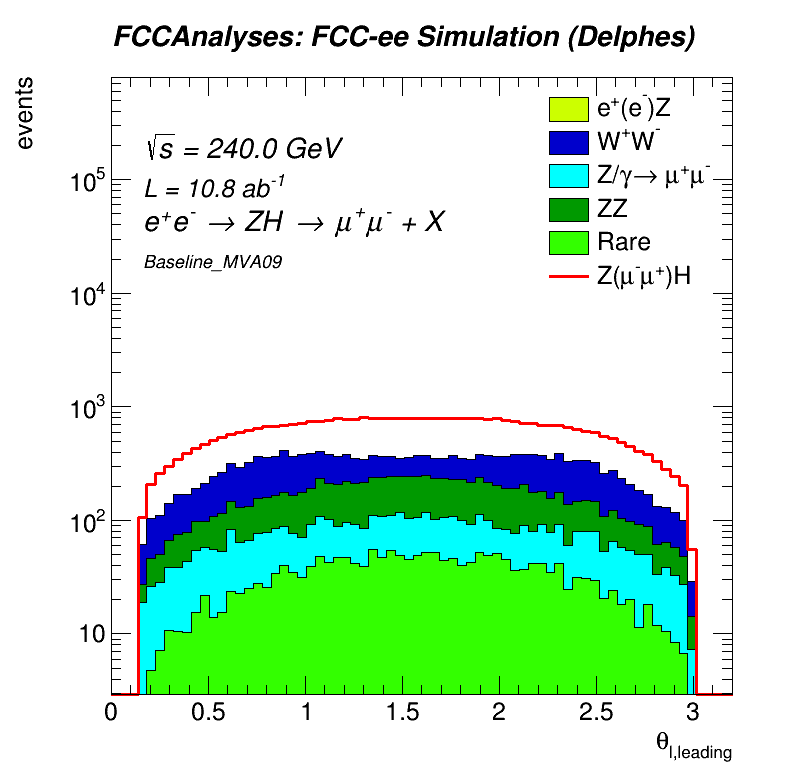 FCCAnalyses: FCC-ee Simulation (Delphes)
events
√s = 240.0 GeV
L = 10.8 ab⁻¹
e⁺e⁻ → ZH → μ⁺μ⁻ + X
Baseline_MVA09
e⁺(e⁻)Z
W⁺W⁻
Z/γ→ μ⁺μ⁻
ZZ
Rare
Z(μ⁻μ⁺)H
10⁵
10⁴
10³
10²
10
0 0.5 1 1.5 2 2.5 3
θ_l,leading